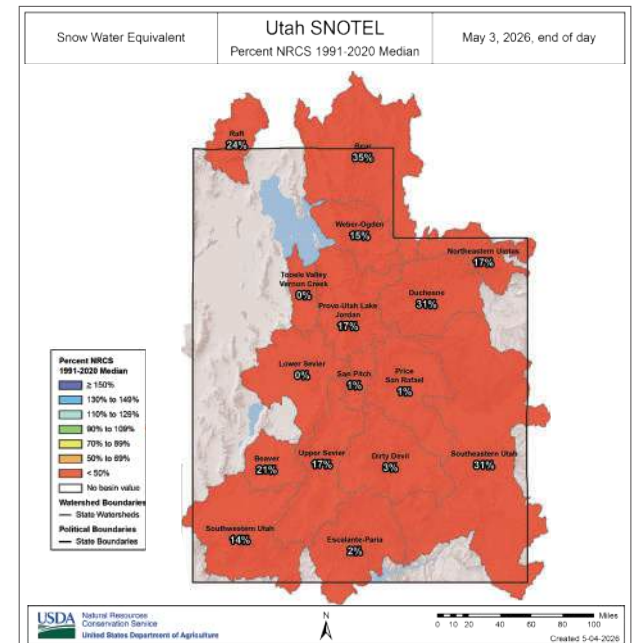 Snow Water Equivalent
Utah SNOTEL
Percent NRCS 1991-2020 Median
May 3, 2026, end of day
Raft
24%
Bear
35%
Weber-Ogden
15%
Northeastern Uintas
17%
Tooele Valley
Vernon Creek
0%
Duchesne
31%
Provo-Utah Lake
Jordan
17%
Lower Sevier
0%
San Pitch
1%
Price
San Rafael
1%
Beaver
21%
Upper Sevier
17%
Dirty Devil
3%
Southeastern Utah
31%
Southwestern Utah
14%
Escalante-Paria
2%
Percent NRCS
1991-2020 Median
≥ 150%
130% to 149%
110% to 129%
90% to 109%
70% to 89%
50% to 69%
< 50%
No basin value
Watershed Boundaries
State Watersheds
Political Boundaries
State Boundaries
USDA
Natural Resources
Conservation Service
United States Department of Agriculture
N
Miles
0 10 20 40 60 80 100
Created 5-04-2026